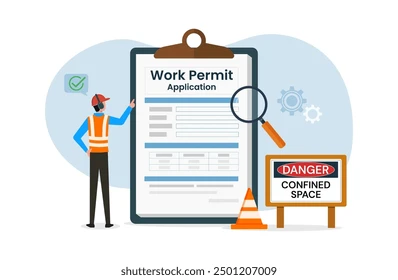 Work Permit
Application
DANGER
CONFINED
SPACE
shutterstock.com · 2501207009